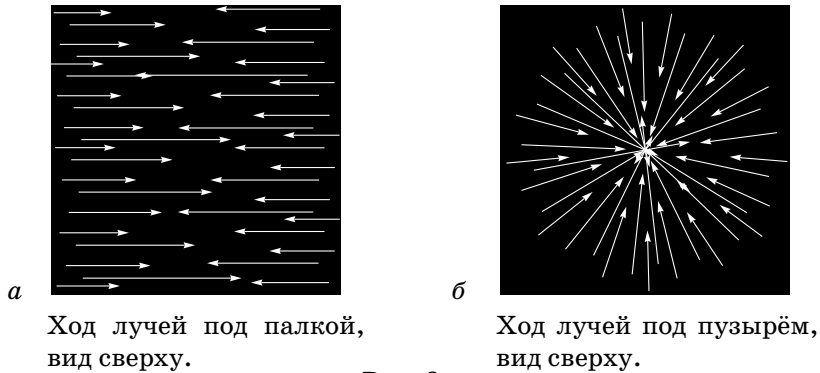 а
Ход лучей под палкой,
вид сверху.
б
Ход лучей под пузырём,
вид сверху.